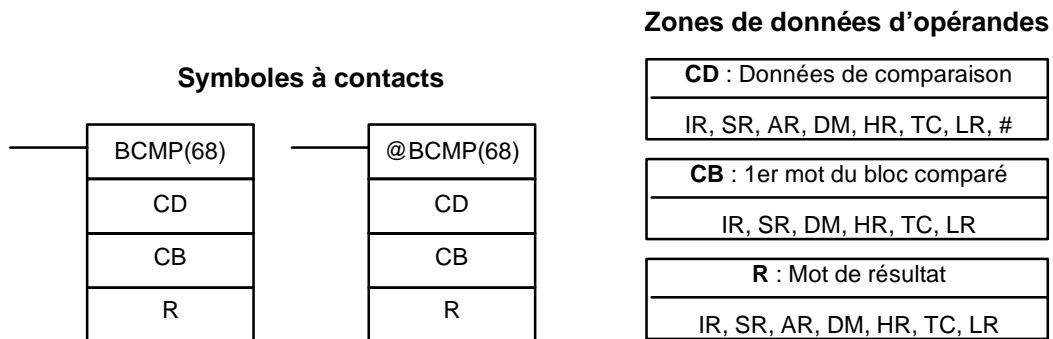 Zones de données d’opérandes
Symboles à contacts
BCMP(68)
CD
CB
R
@BCMP(68)
CD
CB
R
CD : Données de comparaison
IR, SR, AR, DM, HR, TC, LR, #
CB : 1er mot du bloc comparé
IR, SR, DM, HR, TC, LR
R : Mot de résultat
IR, SR, AR, DM, HR, TC, LR